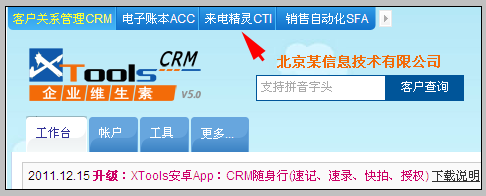 客户关系管理CRM 电子账本ACC 来电精灵CTI 销售自动化SFA
XTools CRM
企业维生素 v5.0
北京某信息技术有限公司
支持拼音字头 客户查询
工作台 帐户 工具 更多...
2011.12.15 升级：XTools安卓App：CRM随身行(速记、速录、快拍、授权) 下载说明